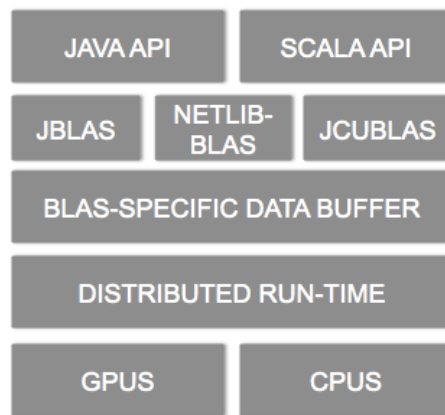 JAVA API
SCALA API
JBLAS
NETLIB-
BLAS
JCUBLAS
BLAS-SPECIFIC DATA BUFFER
DISTRIBUTED RUN-TIME
GPUS
CPUS